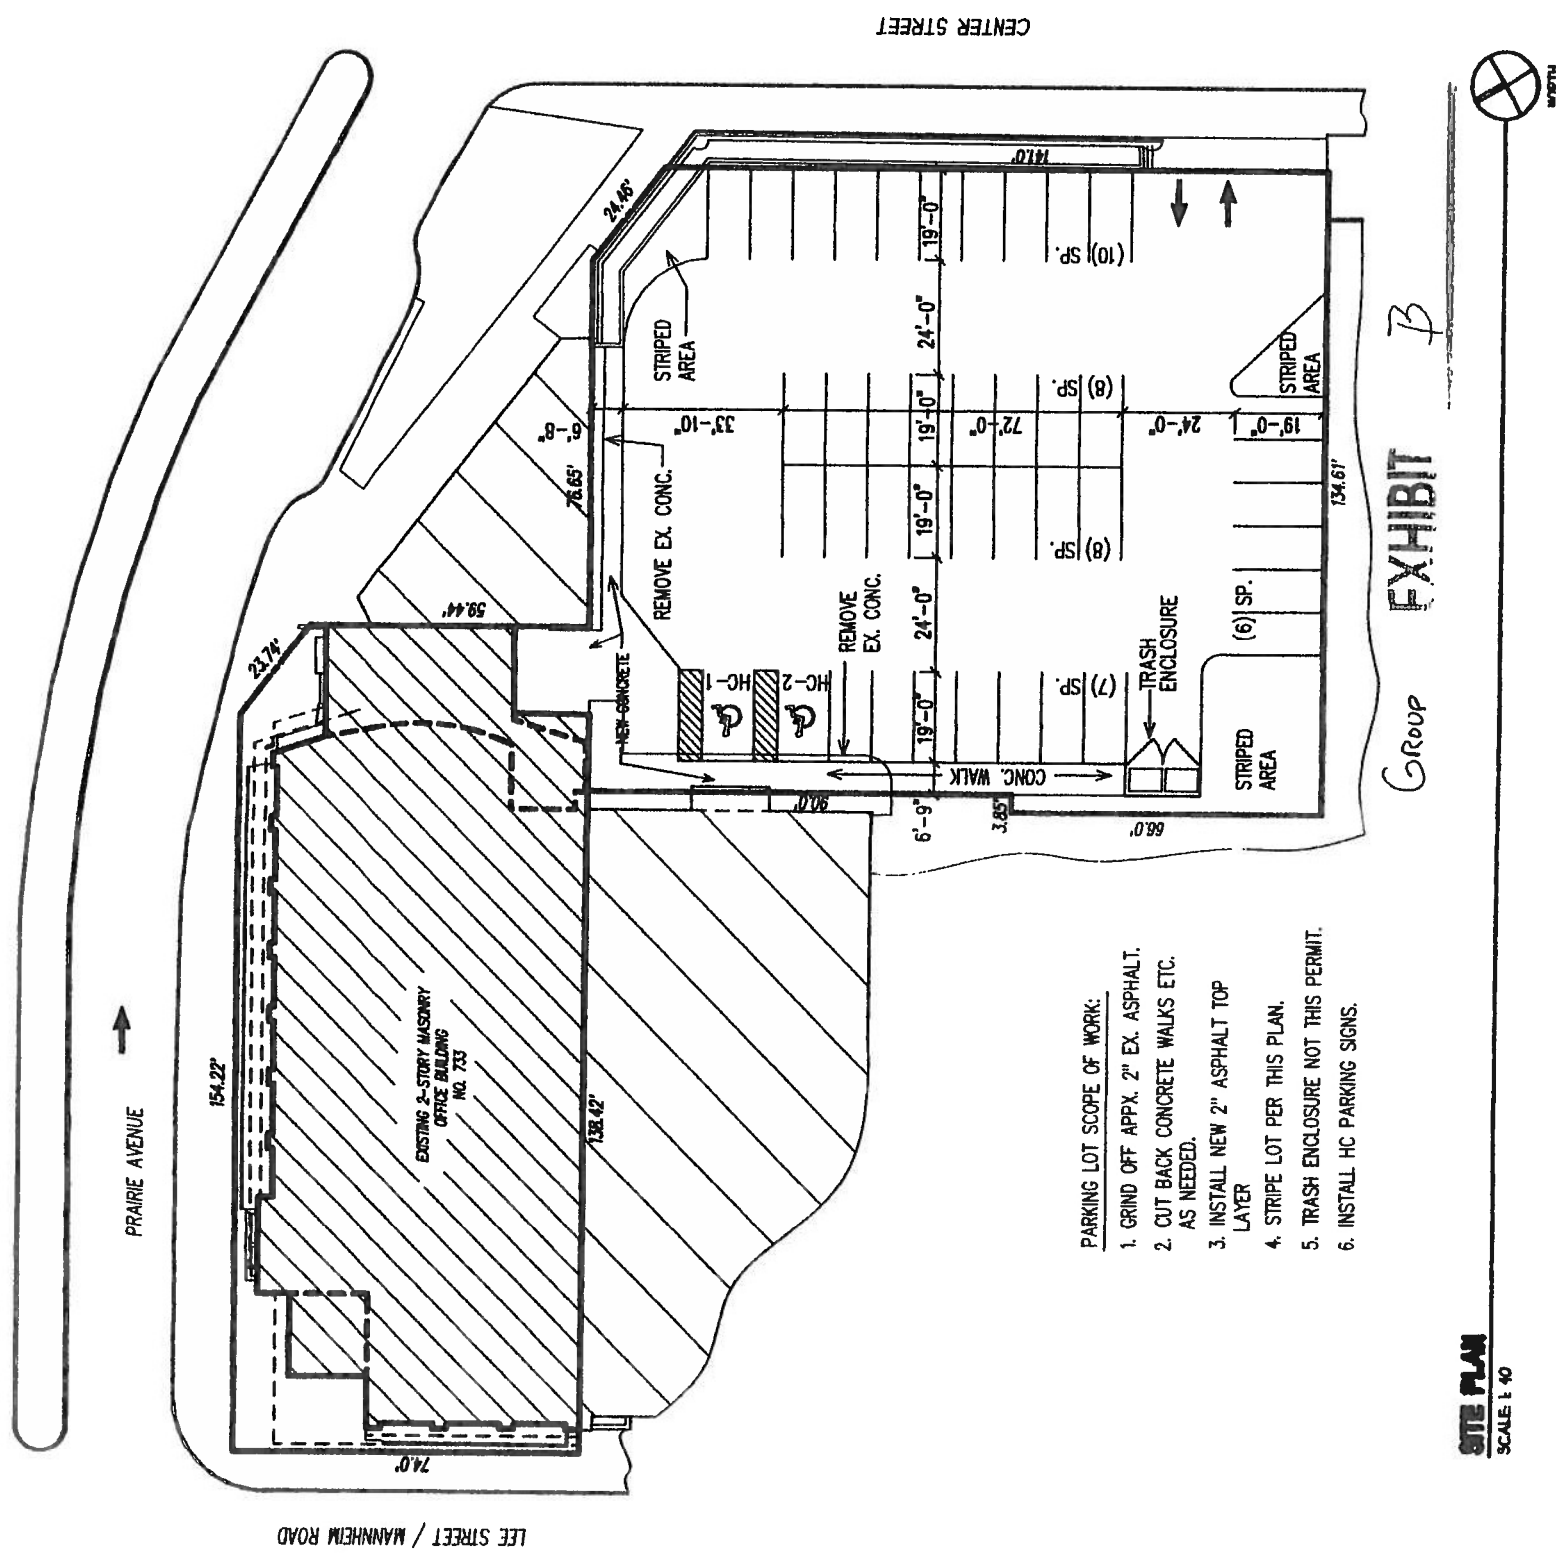 CENTER STREET
PRAIRIE AVENUE
LEE STREET / MANNHEIM ROAD
154.22'
23.74'
59.44'
76.65'
24.46'
141.0'
134.61'
66.0'
3.85'
90.0'
138.42'
74.0'
EXISTING 2-STORY MASONRY
OFFICE BUILDING
NO. 733
STRIPED
AREA
REMOVE EX. CONC.
NEW CONCRETE
REMOVE
EX. CONC.
6'-8"
33'-10"
72'-0"
24'-0"
19'-0"
19'-0"
24'-0"
19'-0"
19'-0"
24'-0"
19'-0"
6'-9"
(10) SP.
(8)
SP.
(8) SP.
(7)
SP.
(6) SP.
HC-1
HC-2
CONC. WALK
TRASH
ENCLOSURE
STRIPED
AREA
STRIPED
AREA
PARKING LOT SCOPE OF WORK:
1. GRIND OFF APPX. 2" EX. ASPHALT.
2. CUT BACK CONCRETE WALKS ETC.
AS NEEDED.
3. INSTALL NEW 2" ASPHALT TOP
LAYER
4. STRIPE LOT PER THIS PLAN.
5. TRASH ENCLOSURE NOT THIS PERMIT.
6. INSTALL HC PARKING SIGNS.
Group EXHIBIT B
SITE PLAN
SCALE: 1: 40